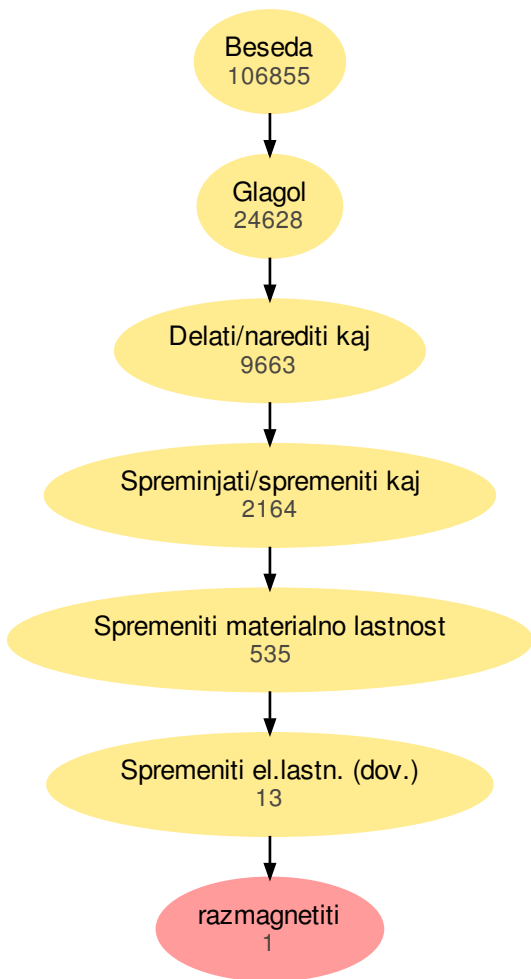 Beseda
106855
Glagol
24628
Delati/narediti kaj
9663
Spreminjati/spremeniti kaj
2164
Spremeniti materialno lastnost
535
Spremeniti el.lastn. (dov.)
13
razmagnetiti
1